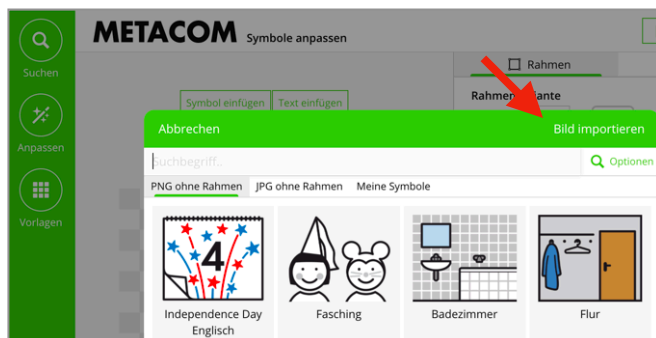 METACOM Symbole anpassen
Suchen
Rahmen
Symbol einfügen Text einfügen
Anpassen
Abbrechen Bild importieren
Suchbegriff..
Optionen
PNG ohne Rahmen JPG ohne Rahmen Meine Symbole
Vorlagen
4
Independence Day
Englisch
Fasching
Badezimmer
Flur